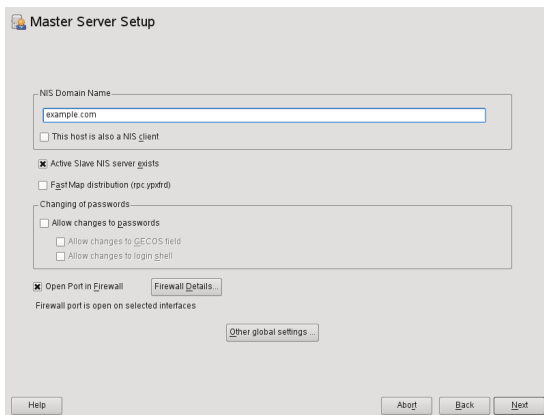 Master Server Setup
NIS Domain Name
example.com
This host is also a NIS client
Active Slave NIS server exists
Fast Map distribution (rpc.ypxfrd)
Changing of passwords
Allow changes to passwords
Allow changes to GECOS field
Allow changes to login shell
Open Port in Firewall Firewall Details...
Firewall port is open on selected interfaces
Other global settings ...
Help Abort Back Next